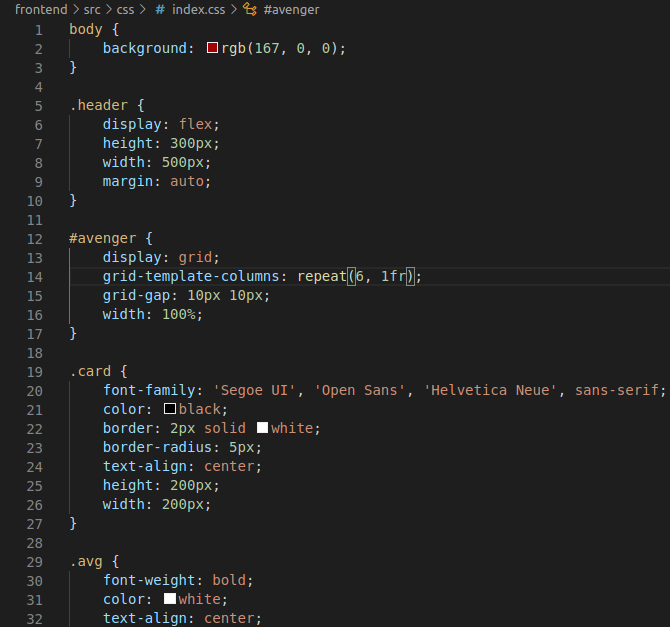 frontend > src > css > # index.css > #avenger
1 body {
2     background: rgb(167, 0, 0);
3 }
4
5 .header {
6     display: flex;
7     height: 300px;
8     width: 500px;
9     margin: auto;
10 }
11
12 #avenger {
13     display: grid;
14     grid-template-columns: repeat(6, 1fr);
15     grid-gap: 10px 10px;
16     width: 100%;
17 }
18
19 .card {
20     font-family: 'Segoe UI', 'Open Sans', 'Helvetica Neue', sans-serif;
21     color: black;
22     border: 2px solid white;
23     border-radius: 5px;
24     text-align: center;
25     height: 200px;
26     width: 200px;
27 }
28
29 .avg {
30     font-weight: bold;
31     color: white;
32     text-align: center;